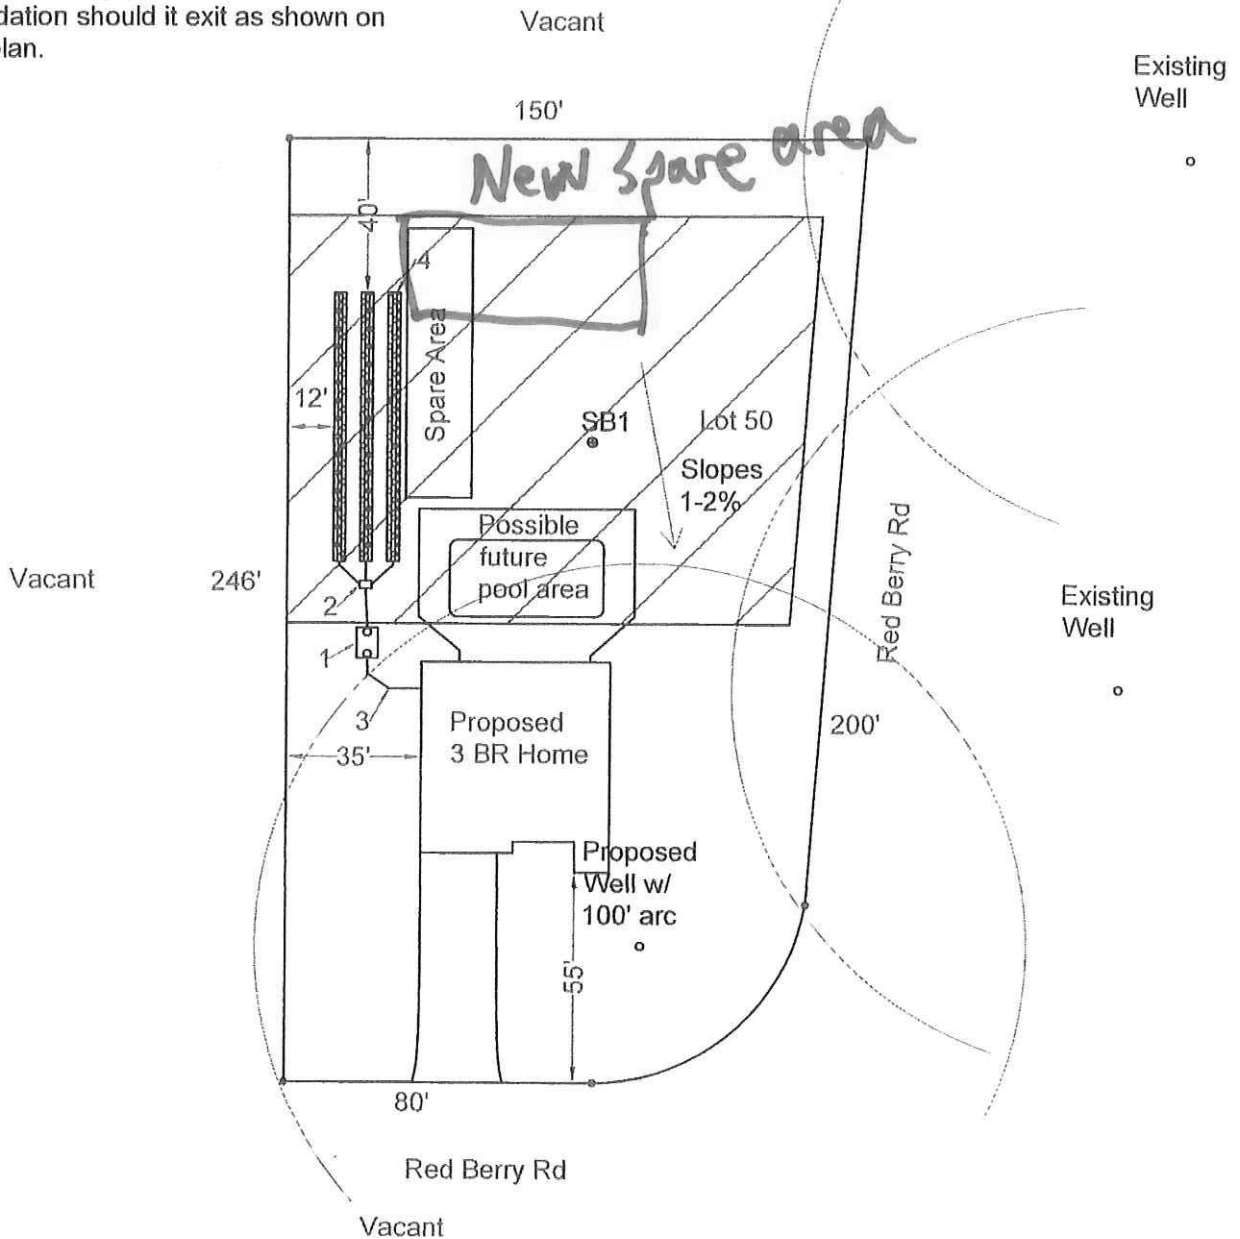 dation should it exit as shown on
lan.
Vacant
Existing
Well
150'
New Spare area
40'
4
Spare Area
12'
SB1
Lot 50
Slopes
1-2%
Possible
future
pool area
Vacant
246'
2
1
3
Red Berry Rd
Existing
Well
200'
Proposed
3 BR Home
35'
Proposed
Well w/
100' arc
55'
80'
Red Berry Rd
Vacant